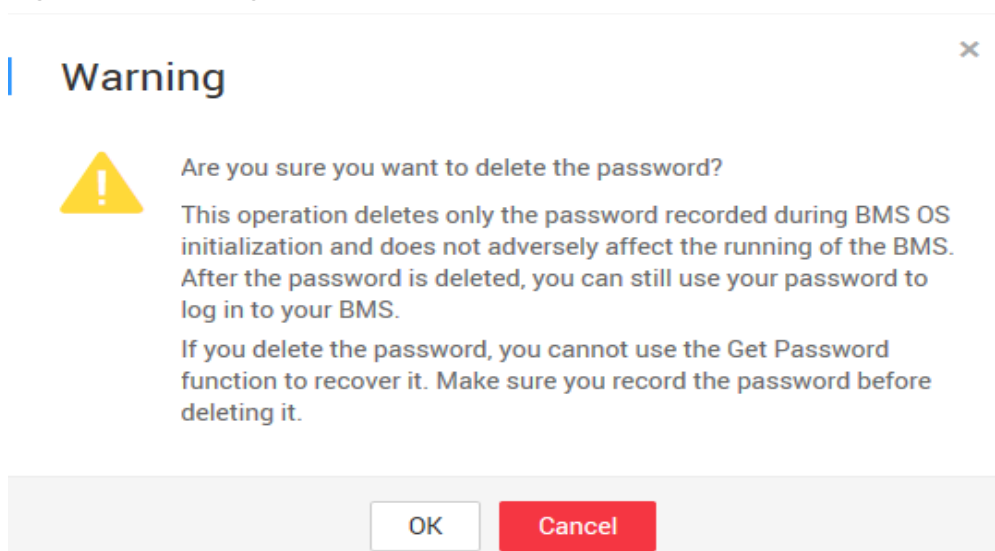 Warning
Are you sure you want to delete the password?
This operation deletes only the password recorded during BMS OS
initialization and does not adversely affect the running of the BMS.
After the password is deleted, you can still use your password to
log in to your BMS.
If you delete the password, you cannot use the Get Password
function to recover it. Make sure you record the password before
deleting it.
OK
Cancel